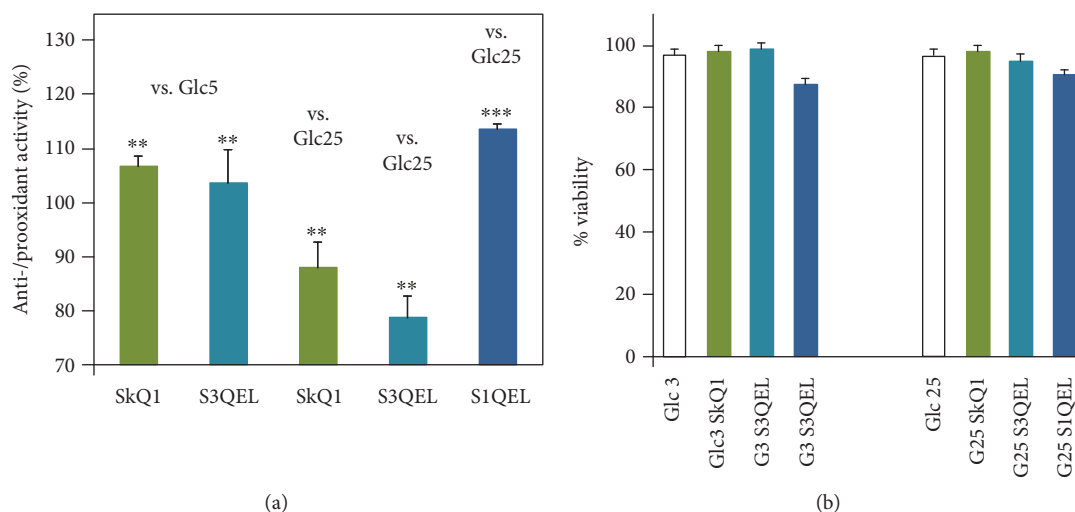 Anti-/prooxidant activity (%)
130
120
110
100
90
80
70
vs. Glc5
vs.
Glc25
vs.
Glc25
vs.
Glc25
**
**
**
**
***
SkQ1
S3QEL
SkQ1
S3QEL
S1QEL
(a)
% viability
100
80
60
40
20
0
Glc 3
Glc3 SkQ1
G3 S3QEL
G3 S3QEL
Glc 25
G25 SkQ1
G25 S3QEL
G25 S1QEL
(b)